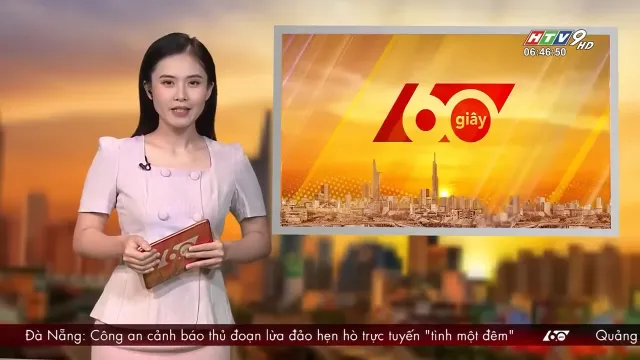 HTV9 HD
06:46:50
60 giây
60
Đà Nẵng: Công an cảnh báo thủ đoạn lừa đảo hẹn hò trực tuyến "tình một đêm" 60 Quảng